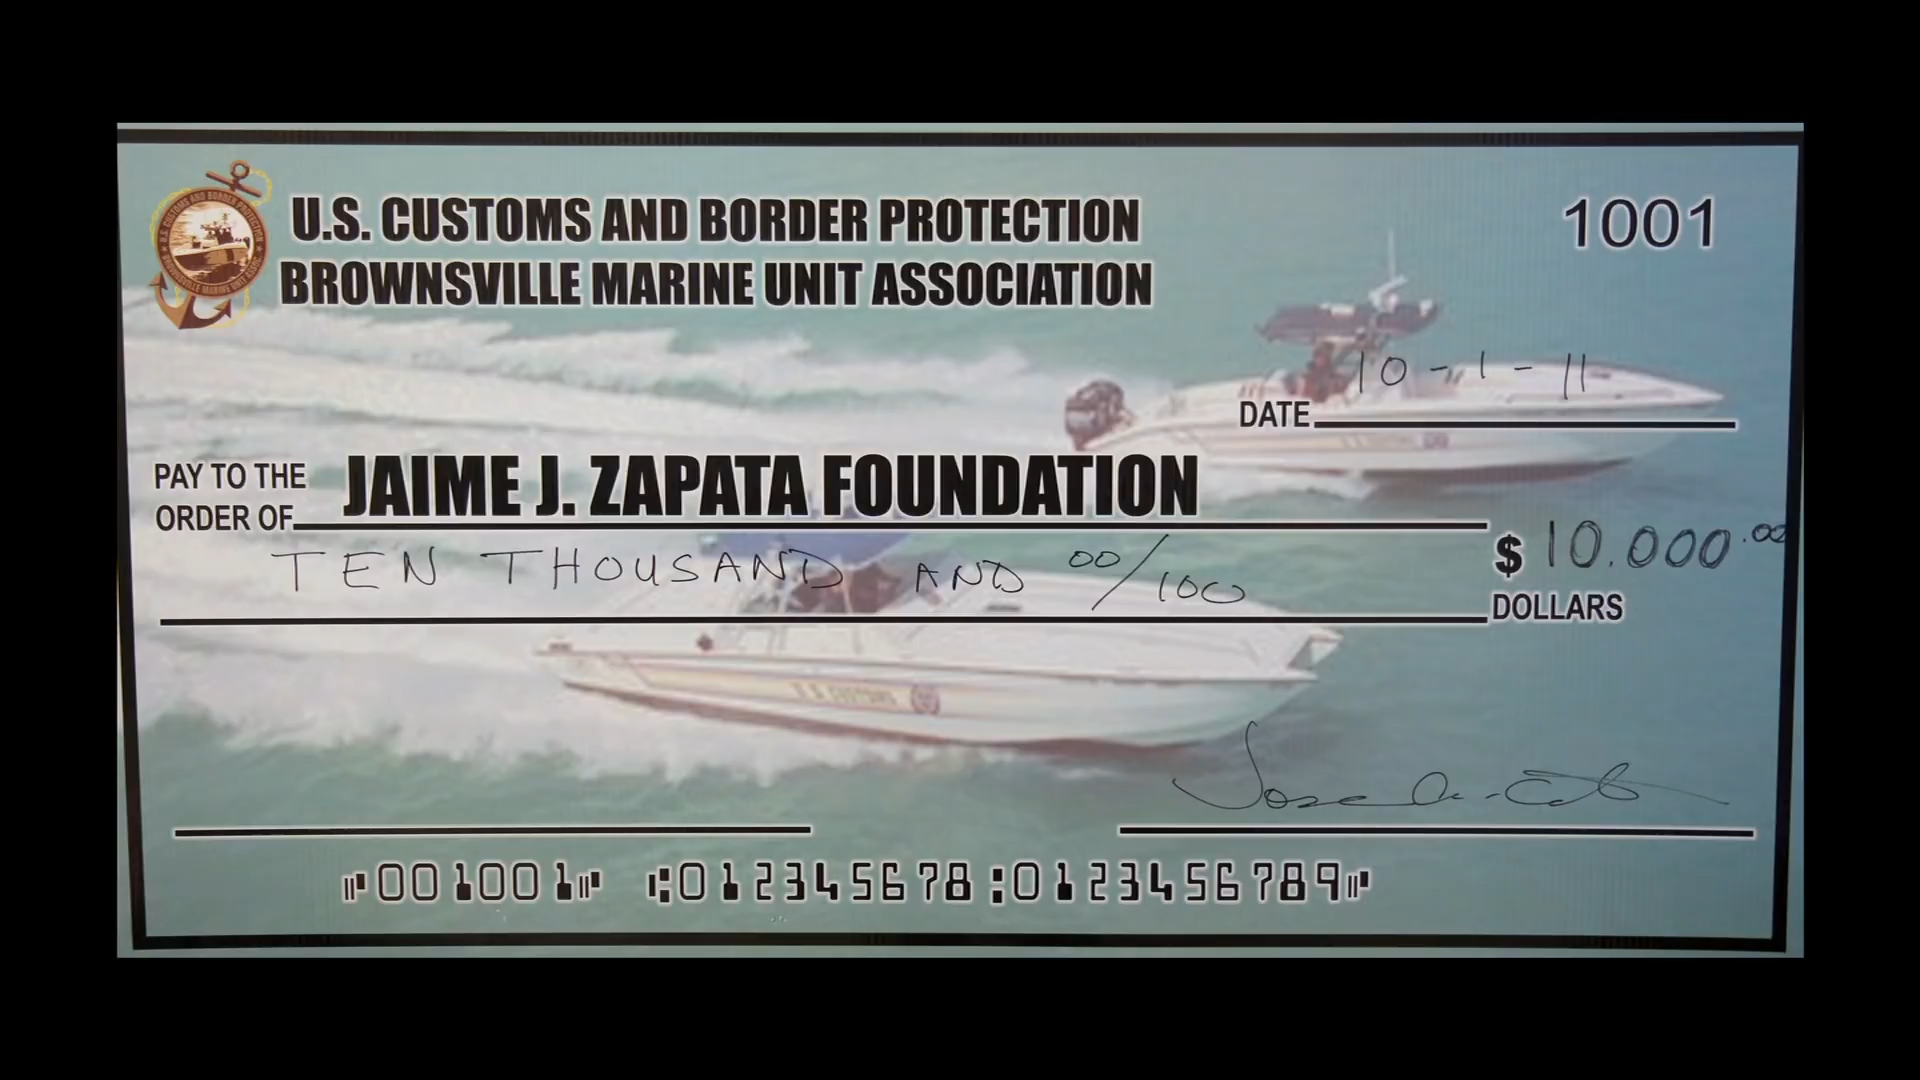 U.S. CUSTOMS AND BORDER PROTECTION
BROWNSVILLE MARINE UNIT ASSOCIATION
1001
10-1-11
DATE
PAY TO THE
ORDER OF
JAIME J. ZAPATA FOUNDATION
$ 10.000.00
TEN THOUSAND AND 00/100
DOLLARS
U.S. CUSTOMS
001001 012345678 0123456789